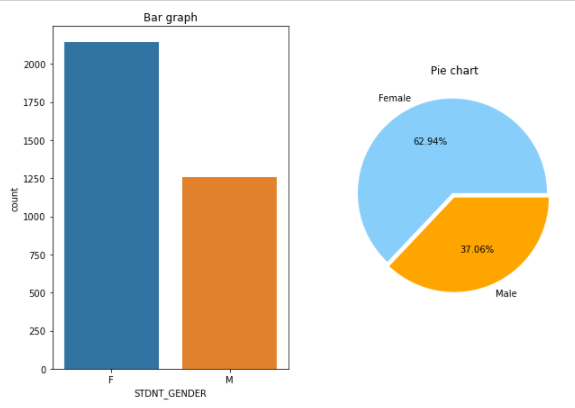 Bar graph
2000
1750
1500
1250
1000
750
500
250
0
count
F
M
STDNT_GENDER
Pie chart
Female
62.94%
37.06%
Male